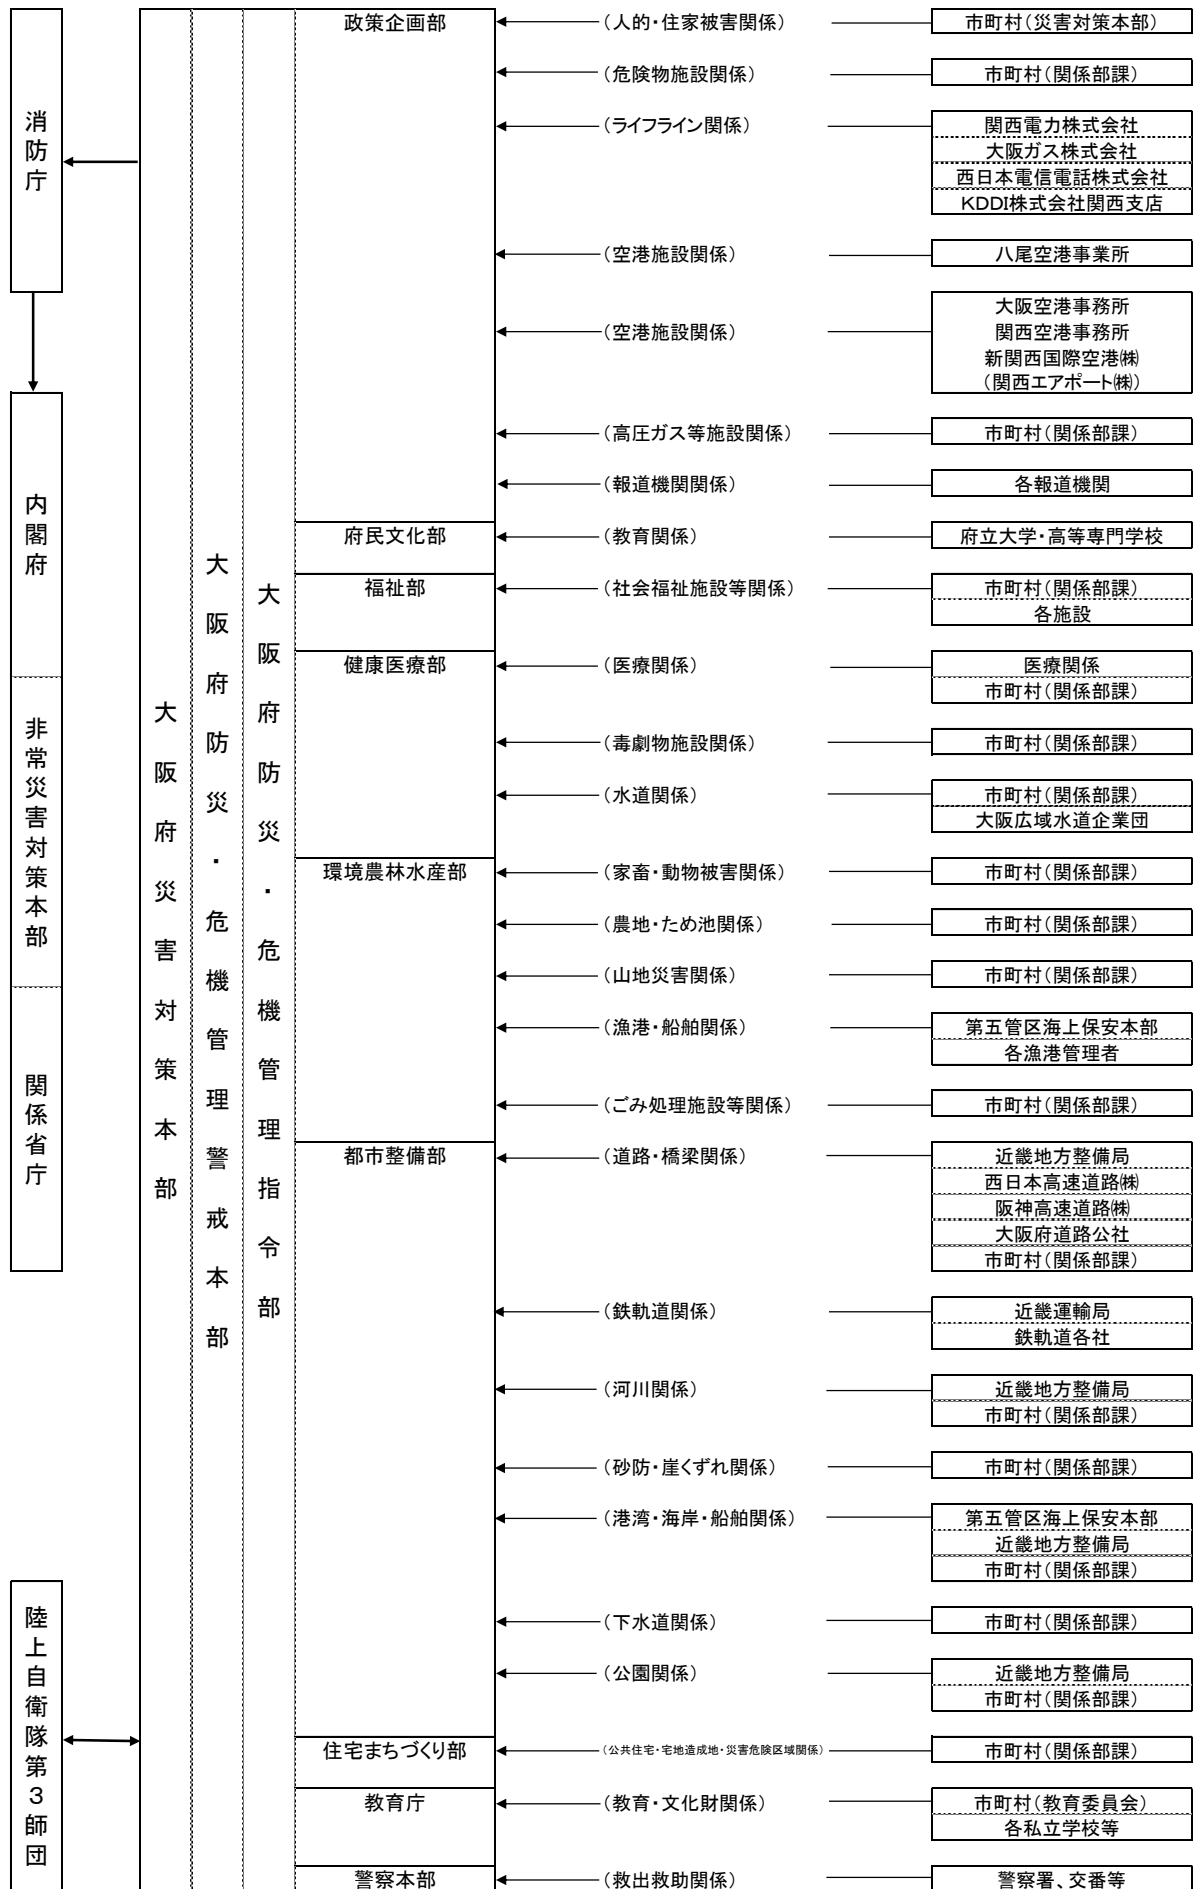 消防庁
内閣府
非常災害対策本部
関係省庁
陸上自衛隊第３師団
大阪府災害対策本部
大阪府防災・危機管理警戒本部
大阪府防災・危機管理指令部
政策企画部
（人的・住家被害関係）
市町村（災害対策本部）
（危険物施設関係）
市町村（関係部課）
（ライフライン関係）
関西電力株式会社
大阪ガス株式会社
西日本電信電話株式会社
KDDI株式会社関西支店
（空港施設関係）
八尾空港事業所
（空港施設関係）
大阪空港事務所
関西空港事務所
新関西国際空港㈱
（関西エアポート㈱）
（高圧ガス等施設関係）
市町村（関係部課）
（報道機関関係）
各報道機関
府民文化部
（教育関係）
府立大学・高等専門学校
福祉部
（社会福祉施設等関係）
市町村（関係部課）
各施設
健康医療部
（医療関係）
医療関係
市町村（関係部課）
（毒劇物施設関係）
市町村（関係部課）
（水道関係）
市町村（関係部課）
大阪広域水道企業団
環境農林水産部
（家畜・動物被害関係）
市町村（関係部課）
（農地・ため池関係）
市町村（関係部課）
（山地災害関係）
市町村（関係部課）
（漁港・船舶関係）
第五管区海上保安本部
各漁港管理者
（ごみ処理施設等関係）
市町村（関係部課）
都市整備部
（道路・橋梁関係）
近畿地方整備局
西日本高速道路㈱
阪神高速道路㈱
大阪府道路公社
市町村（関係部課）
（鉄軌道関係）
近畿運輸局
鉄軌道各社
（河川関係）
近畿地方整備局
市町村（関係部課）
（砂防・崖くずれ関係）
市町村（関係部課）
（港湾・海岸・船舶関係）
第五管区海上保安本部
近畿地方整備局
市町村（関係部課）
（下水道関係）
市町村（関係部課）
（公園関係）
近畿地方整備局
市町村（関係部課）
住宅まちづくり部
（公共住宅・宅地造成地・災害危険区域関係）
市町村（関係部課）
教育庁
（教育・文化財関係）
市町村（教育委員会）
各私立学校等
警察本部
（救出救助関係）
警察署、交番等